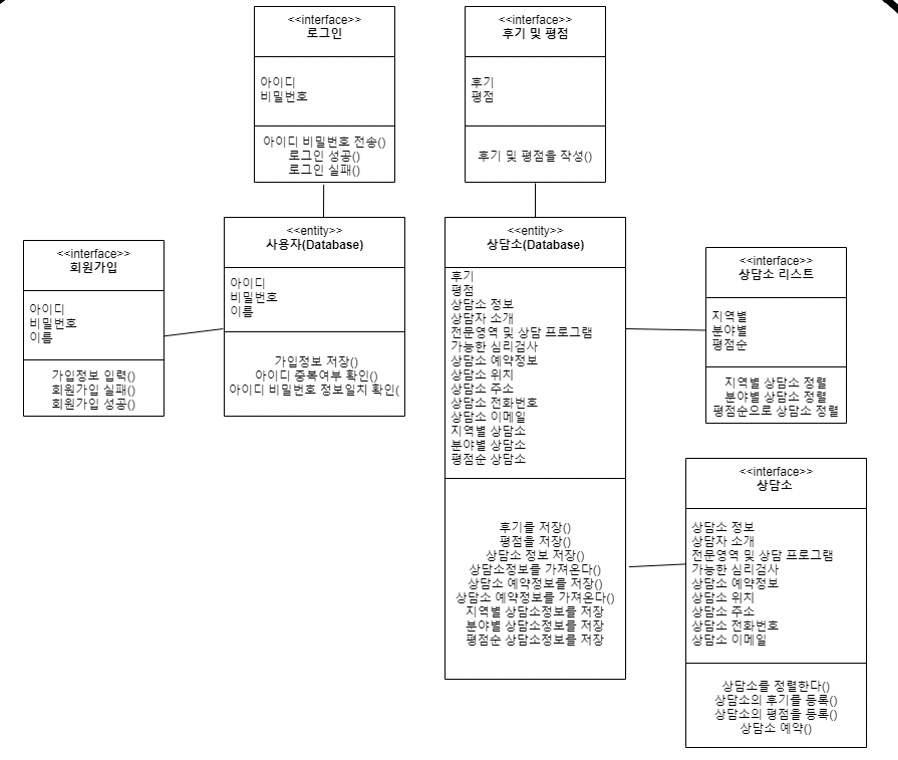 <<interface>>
로그인
아이디
비밀번호
아이디 비밀번호 전송()
로그인 성공()
로그인 실패()
<<interface>>
후기 및 평점
후기
평점
후기 및 평점을 작성()
<<interface>>
회원가입
아이디
비밀번호
이름
가입정보 입력()
회원가입 실패()
회원가입 성공()
<<entity>>
사용자(Database)
아이디
비밀번호
이름
가입정보 저장()
아이디 중복여부 확인()
아이디 비밀번호 정보일치 확인(
<<entity>>
상담소(Database)
후기
평점
상담소 정보
상담자 소개
전문영역 및 상담 프로그램
가능한 심리검사
상담소 예약정보
상담소 위치
상담소 주소
상담소 전화번호
상담소 이메일
지역별 상담소
분야별 상담소
평점순 상담소
후기를 저장()
평점을 저장()
상담소 정보 저장()
상담소정보를 가져온다()
상담소 예약정보를 저장()
상담소 예약정보를 가져온다()
지역별 상담소정보를 저장
분야별 상담소정보를 저장
평점순 상담소정보를 저장
<<interface>>
상담소 리스트
지역별
분야별
평점순
지역별 상담소 정렬
분야별 상담소 정렬
평점순으로 상담소 정렬
<<interface>>
상담소
상담소 정보
상담자 소개
전문영역 및 상담 프로그램
가능한 심리검사
상담소 예약정보
상담소 위치
상담소 주소
상담소 전화번호
상담소 이메일
상담소를 정렬한다()
상담소의 후기를 등록()
상담소의 평점을 등록()
상담소 예약()